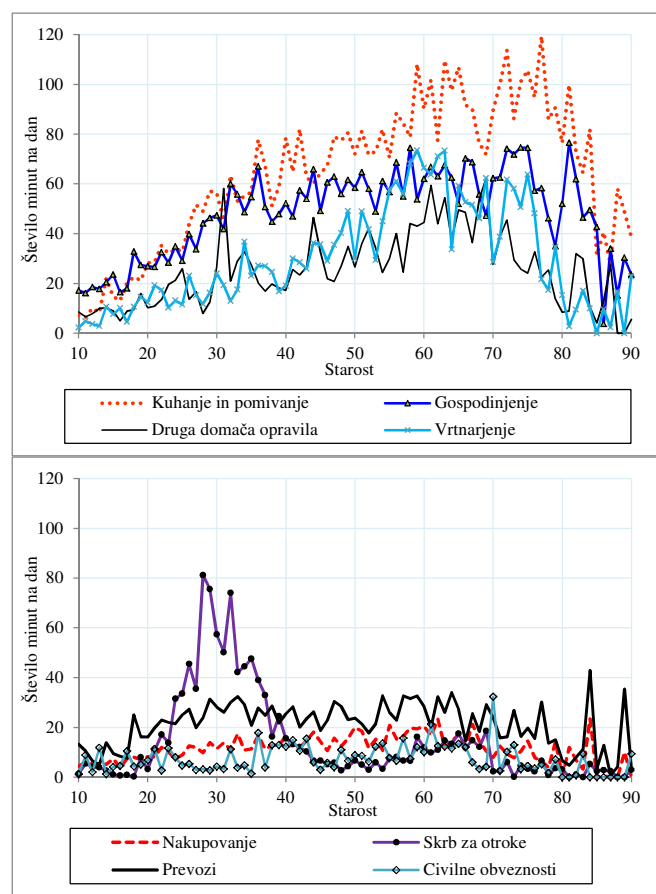 120
100
80
60
40
20
0
Število minut na dan
10 20 30 40 50 60 70 80 90
Starost
Kuhanje in pomivanje Gospodinjenje
Druga domača opravila Vrtnarjenje
120
100
80
60
40
20
0
Število minut na dan
10 20 30 40 50 60 70 80 90
Starost
Nakupovanje Skrb za otroke
Prevozi Civilne obveznosti